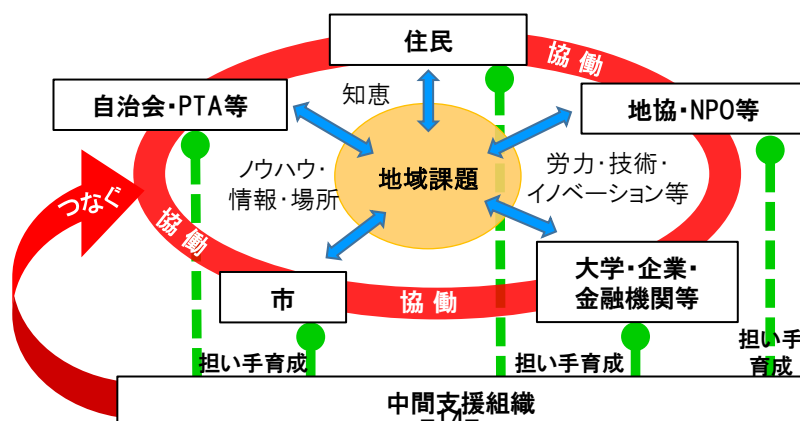 住民
協働
自治会・PTA等
知恵
地協・NPO等
ノウハウ・
情報・場所
地域課題
労力・技術・
イノベーション等
つなぐ
協働
市
協働
大学・企業・
金融機関等
担い手育成
担い手育成
担い手
育成
中間支援組織
-14-